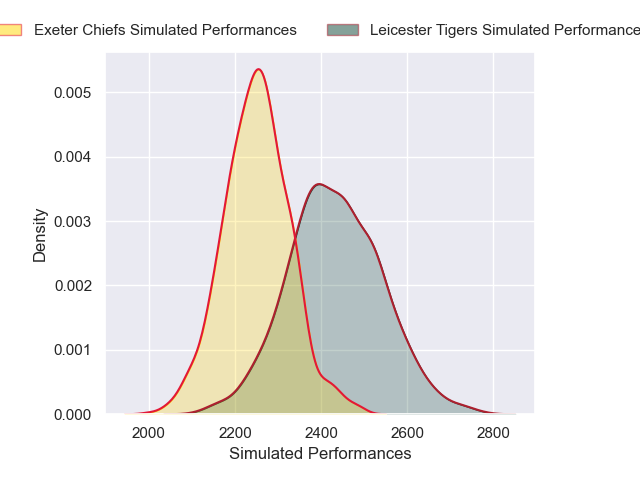 Exeter Chiefs Simulated Performances
Leicester Tigers Simulated Performance
0.005
0.004
0.003
0.002
0.001
0.000
Density
2000
2200
2400
2600
2800
Simulated Performances